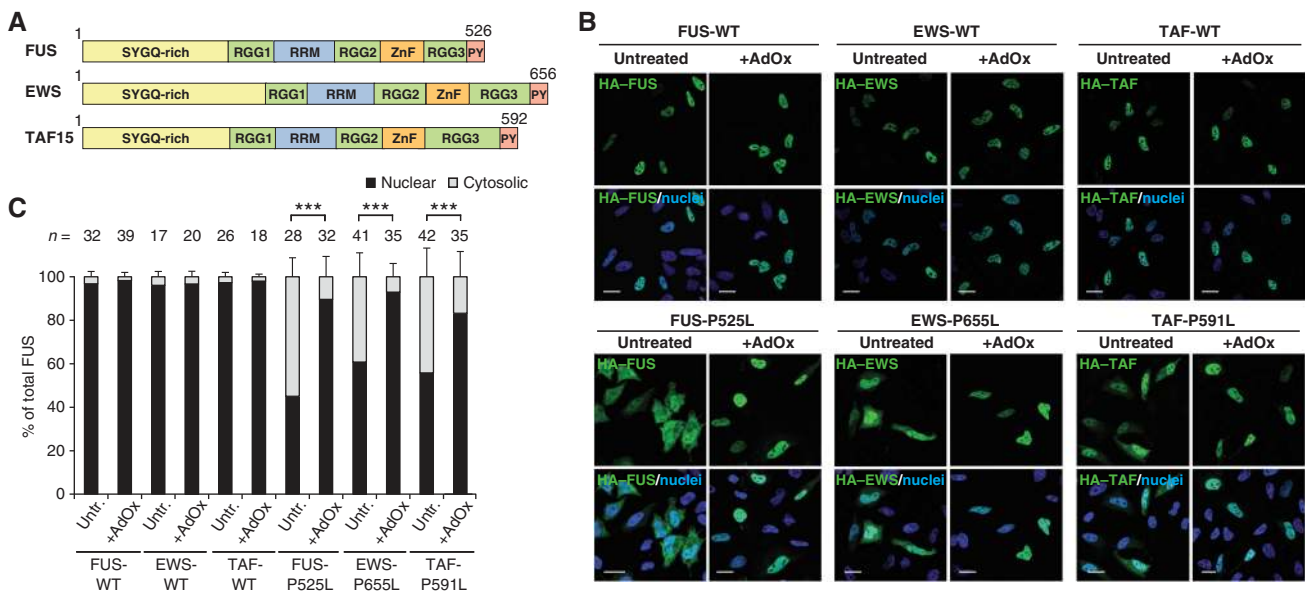 A
1
526
FUS
SYGQ-rich
RGG1
RRM
RGG2
ZnF
RGG3
PY
1
656
EWS
SYGQ-rich
RGG1
RRM
RGG2
ZnF
RGG3
PY
1
592
TAF15
SYGQ-rich
RGG1
RRM
RGG2
ZnF
RGG3
PY
B
FUS-WT
EWS-WT
TAF-WT
Untreated
+AdOx
Untreated
+AdOx
Untreated
+AdOx
HA–FUS
HA–EWS
HA–TAF
HA–FUS/nuclei
HA–EWS/nuclei
HA–TAF/nuclei
FUS-P525L
EWS-P655L
TAF-P591L
Untreated
+AdOx
Untreated
+AdOx
Untreated
+AdOx
HA–FUS
HA–EWS
HA–TAF
HA–FUS/nuclei
HA–EWS/nuclei
HA–TAF/nuclei
C
Nuclear
Cytosolic
***
***
***
n =
32
39
17
20
26
18
28
32
41
35
42
35
% of total FUS
100
80
60
40
20
0
Untr.
+AdOx
Untr.
+AdOx
Untr.
+AdOx
Untr.
+AdOx
Untr.
+AdOx
Untr.
+AdOx
FUS-
WT
EWS-
WT
TAF-
WT
FUS-
P525L
EWS-
P655L
TAF-
P591L